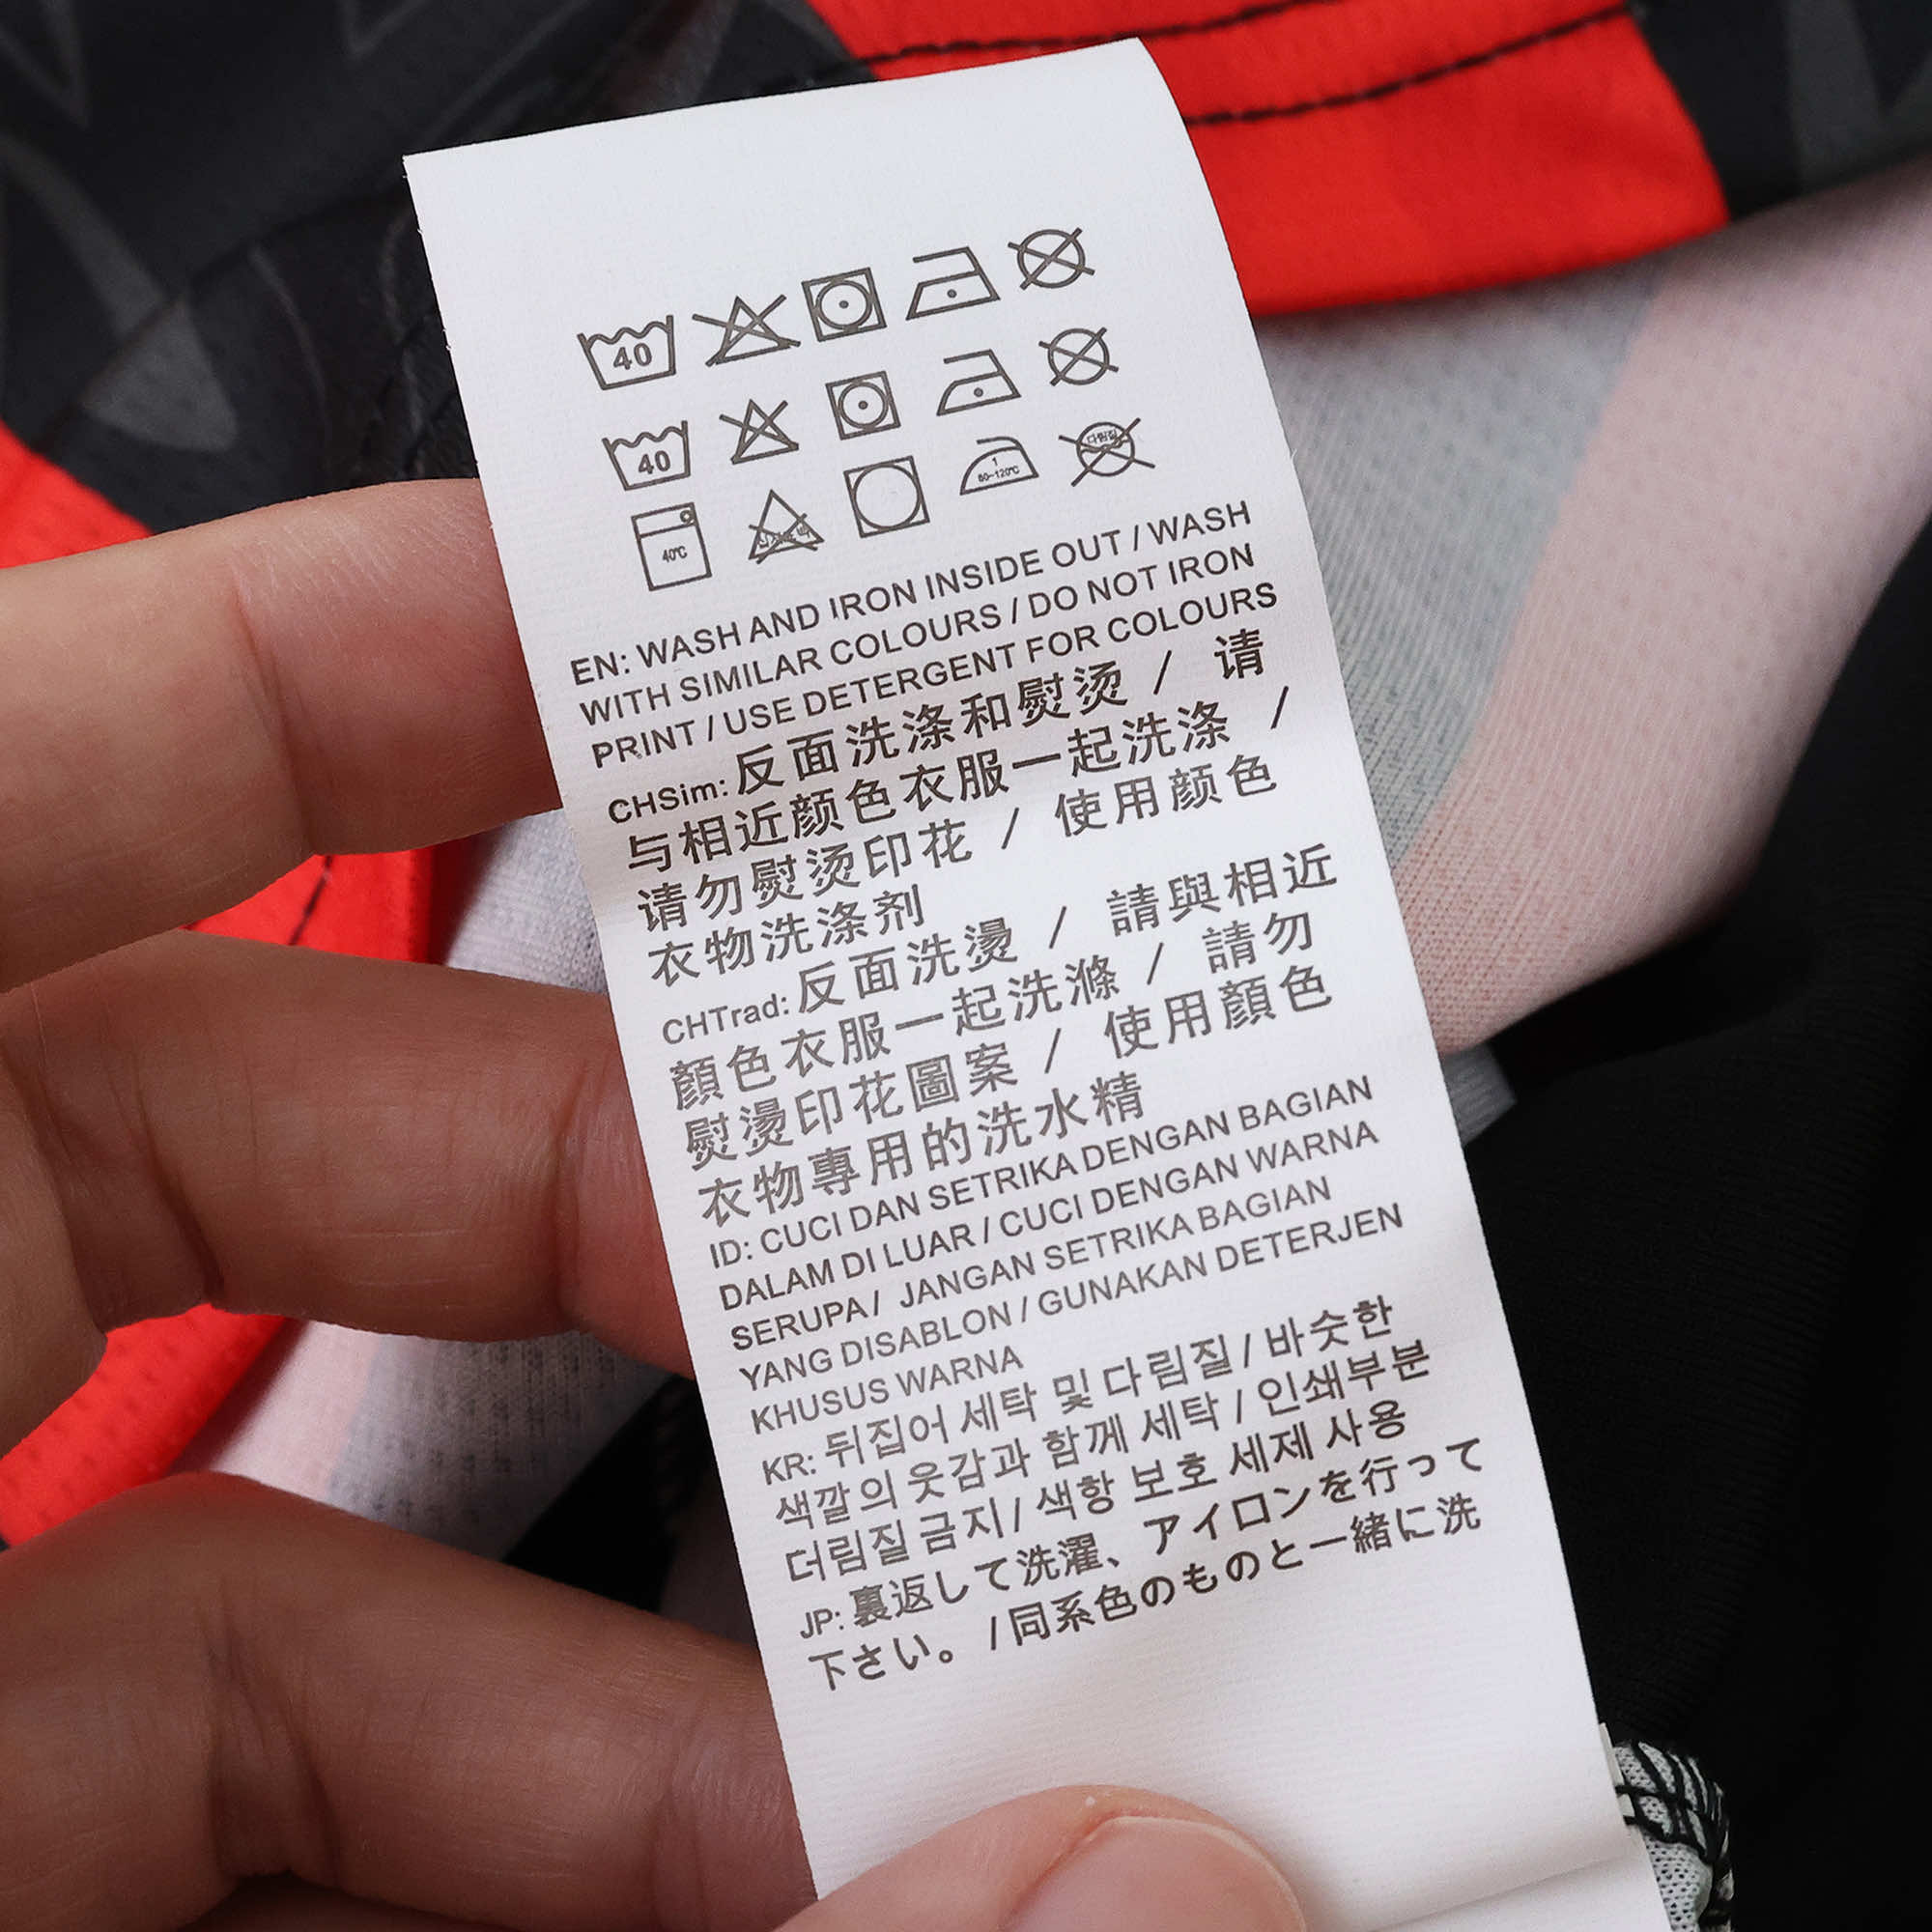 40
40
40℃
1
80~120℃
다림질
EN: WASH AND IRON INSIDE OUT / WASH
WITH SIMILAR COLOURS / DO NOT IRON
PRINT / USE DETERGENT FOR COLOURS
CHSim: 反面洗涤和熨烫 / 请
与相近颜色衣服一起洗涤 /
请勿熨烫印花 / 使用颜色
衣物洗涤剂
CHTrad: 反面洗燙 / 請與相近
顏色衣服一起洗滌 / 請勿
熨燙印花圖案 / 使用顏色
衣物專用的洗水精
ID: CUCI DAN SETRIKA DENGAN BAGIAN
DALAM DI LUAR / CUCI DENGAN WARNA
SERUPA / JANGAN SETRIKA BAGIAN
YANG DISABLON / GUNAKAN DETERJEN
KHUSUS WARNA
KR: 뒤집어 세탁 및 다림질 / 바슷한
색깔의 옷감과 함께 세탁 / 인쇄부분
더림질 금지 / 색항 보호 세제 사용
JP: 裏返して洗濯、アイロンを行って
下さい。 /同系色のものと一緒に洗